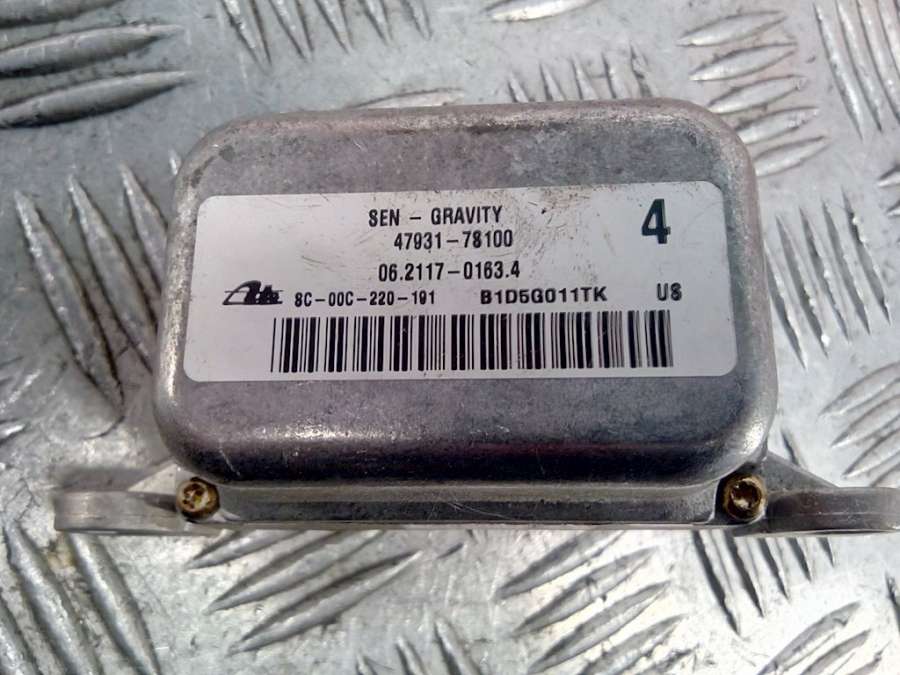 SEN - GRAVITY
4
47931-78100
06.2117-0163.4
Ate 8C-00C-220-191 B1D5G011TK US